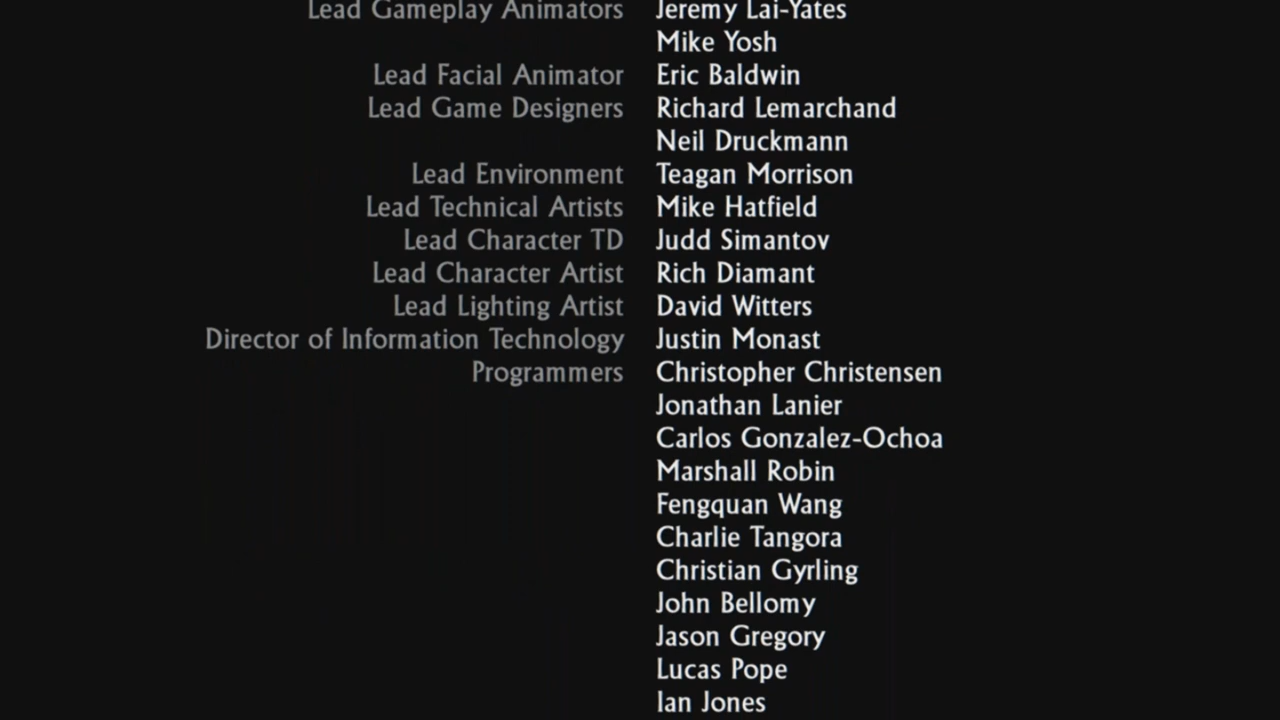 Lead Gameplay Animators Jeremy Lai-Yates
Mike Yosh
Lead Facial Animator Eric Baldwin
Lead Game Designers Richard Lemarchand
Neil Druckmann
Lead Environment Teagan Morrison
Lead Technical Artists Mike Hatfield
Lead Character TD Judd Simantov
Lead Character Artist Rich Diamant
Lead Lighting Artist David Witters
Director of Information Technology Justin Monast
Programmers Christopher Christensen
Jonathan Lanier
Carlos Gonzalez-Ochoa
Marshall Robin
Fengquan Wang
Charlie Tangora
Christian Gyrling
John Bellomy
Jason Gregory
Lucas Pope
Ian Jones